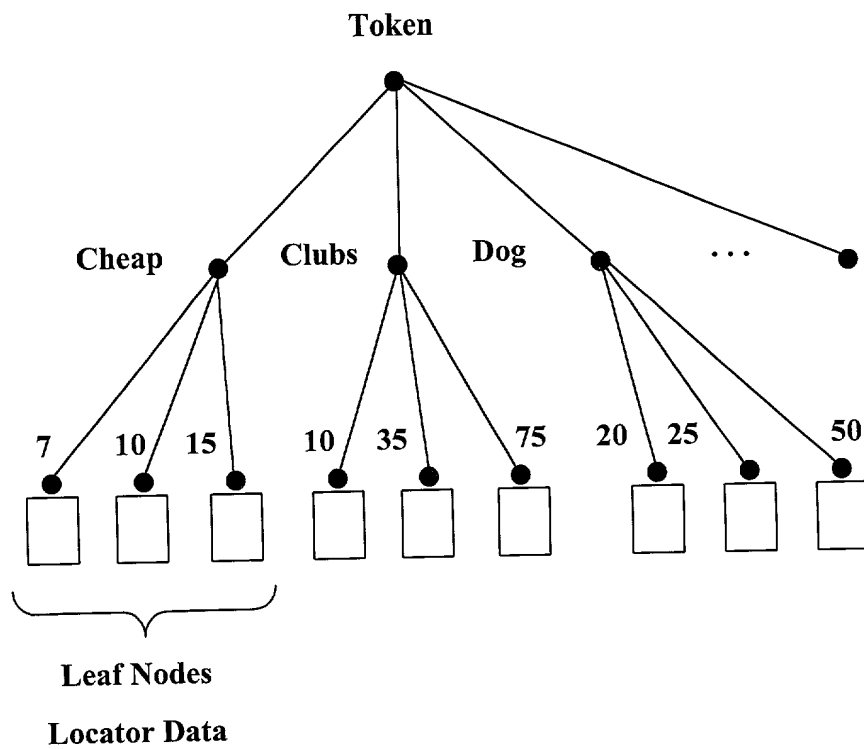 Token
Cheap Clubs Dog ...
7 10 15 10 35 75 20 25 50
Leaf Nodes
Locator Data